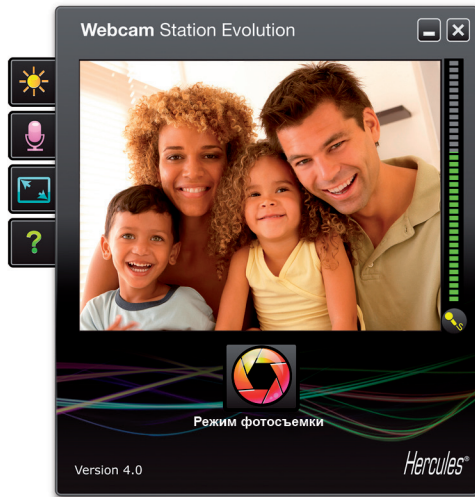 Webcam Station Evolution
?
S
Режим фотосъемки
Version 4.0
Hercules®